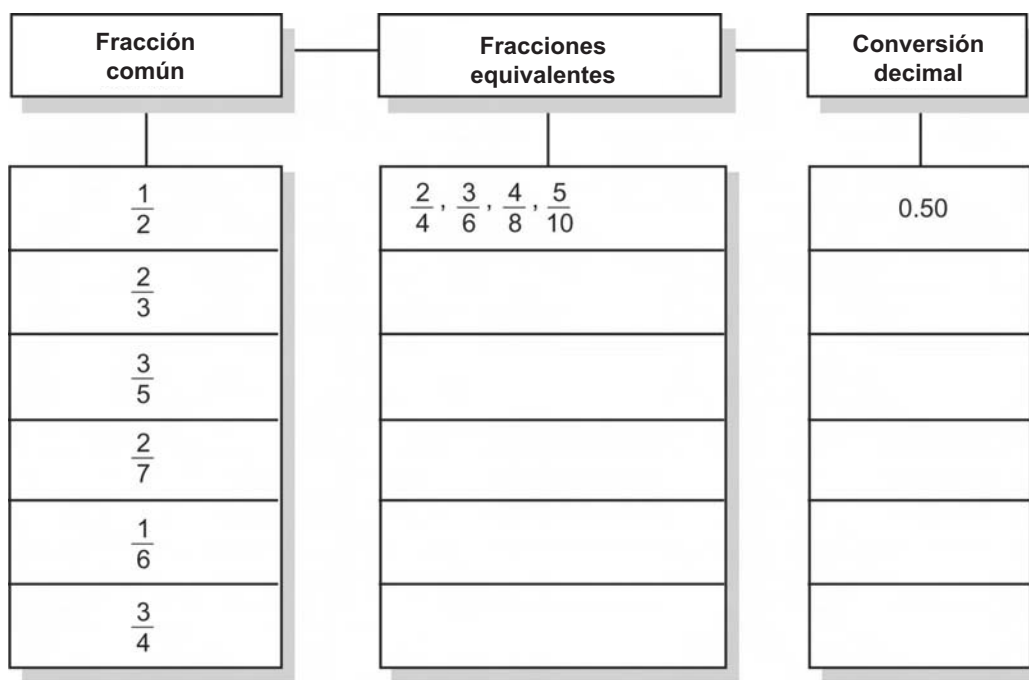 Fracción
común
Fracciones
equivalentes
Conversión
decimal
1/2
2/4, 3/6, 4/8, 5/10
0.50
2/3
3/5
2/7
1/6
3/4